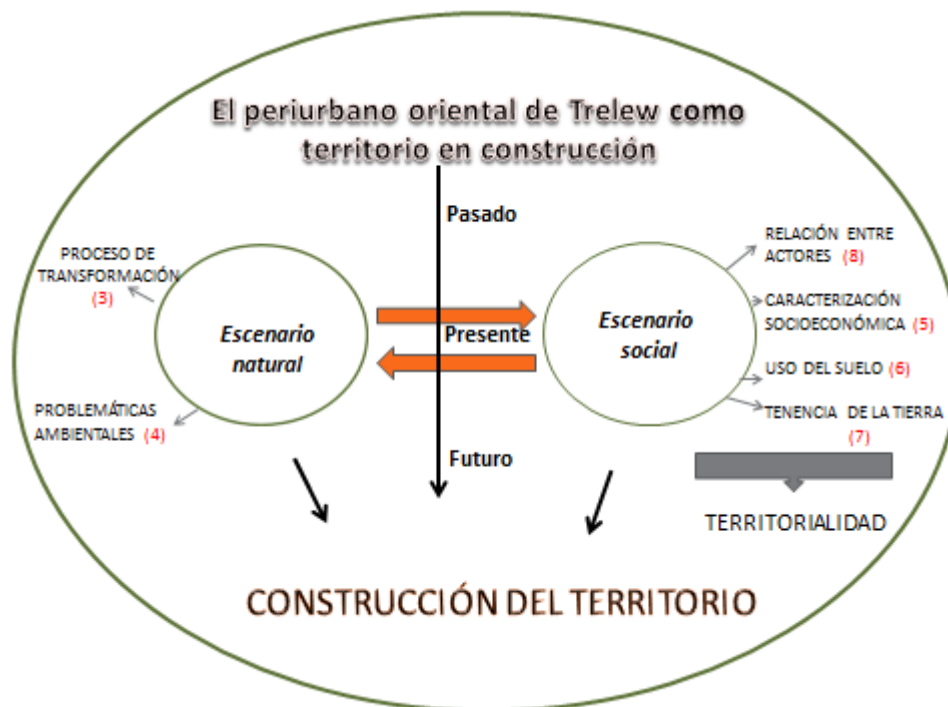 El periurbano oriental de Trelew como
territorio en construcción
Pasado
PROCESO DE
TRANSFORMACIÓN
(3)
Escenario
natural
PROBLEMÁTICAS
AMBIENTALES (4)
Presente
Escenario
social
RELACIÓN ENTRE
ACTORES (8)
CARACTERIZACIÓN
SOCIOECONÓMICA (5)
USO DEL SUELO (6)
TENENCIA DE LA TIERRA
(7)
Futuro
TERRITORIALIDAD
CONSTRUCCIÓN DEL TERRITORIO